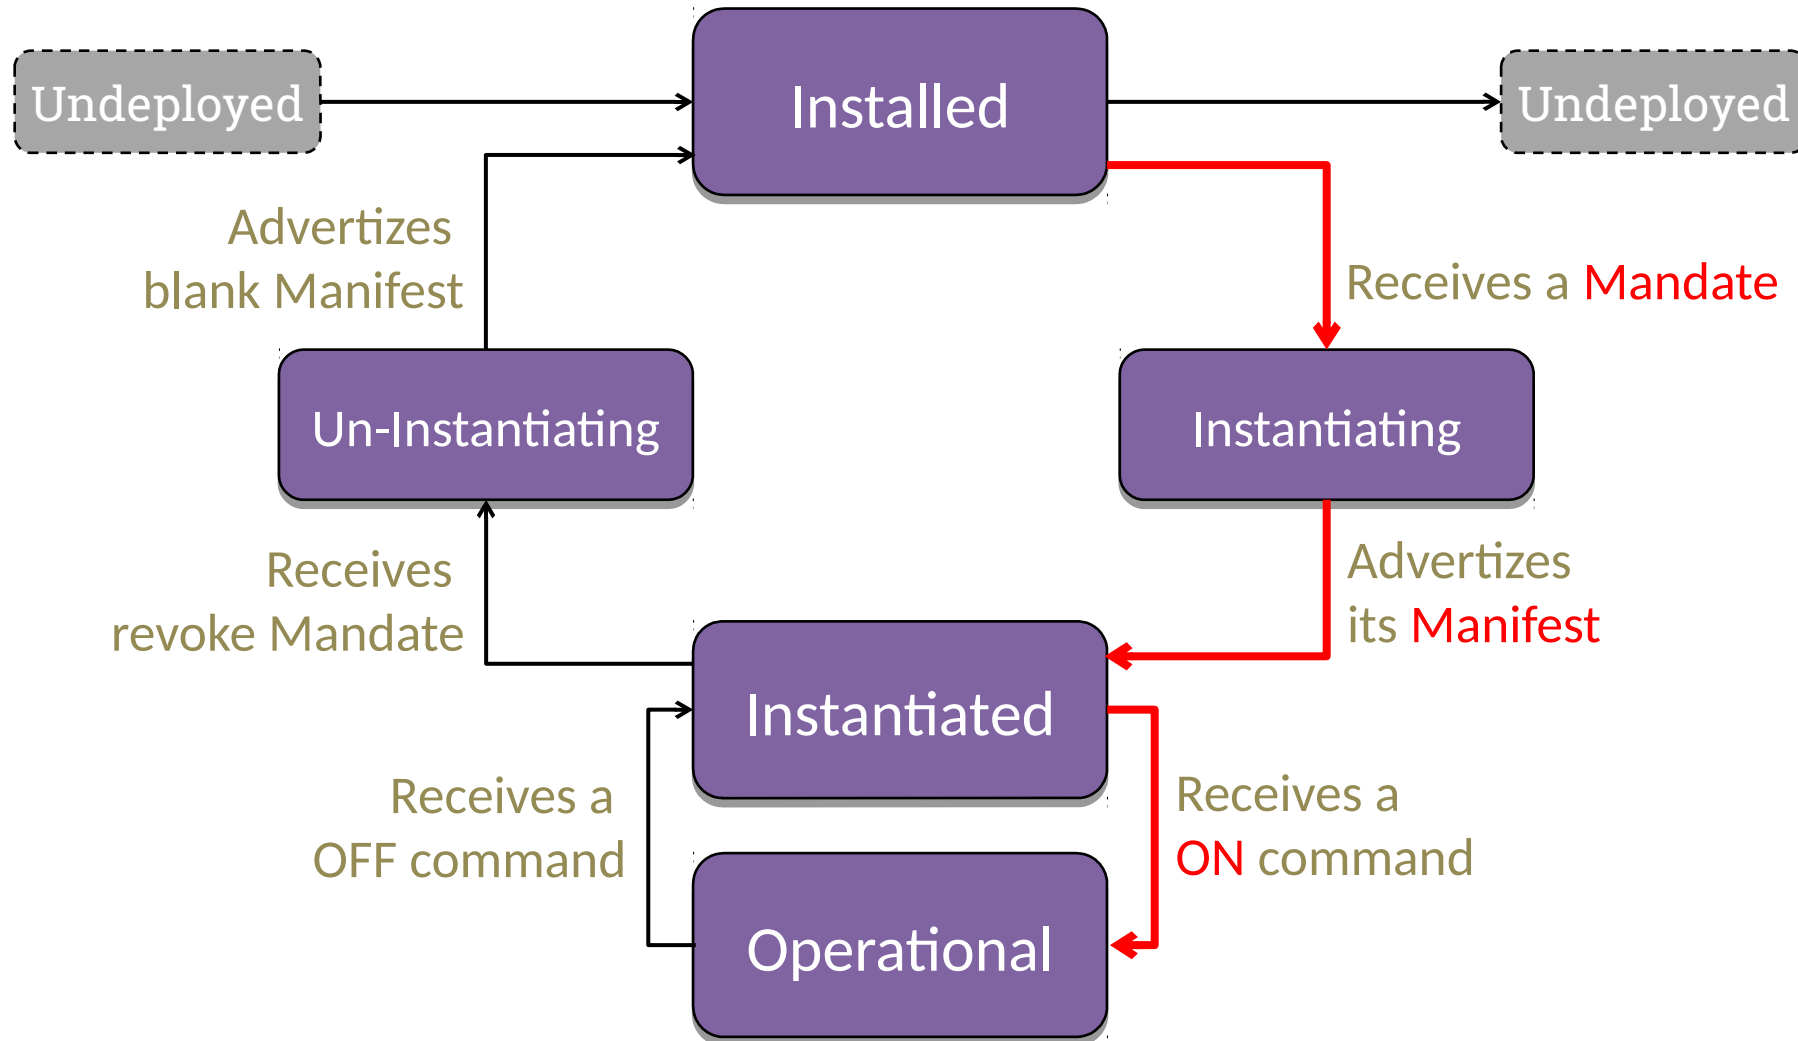 Undeployed
Installed
Undeployed
Advertizes
blank Manifest
Receives a Mandate
Un-Instantiating
Instantiating
Receives
revoke Mandate
Advertizes
its Manifest
Instantiated
Receives a
OFF command
Receives a
ON command
Operational